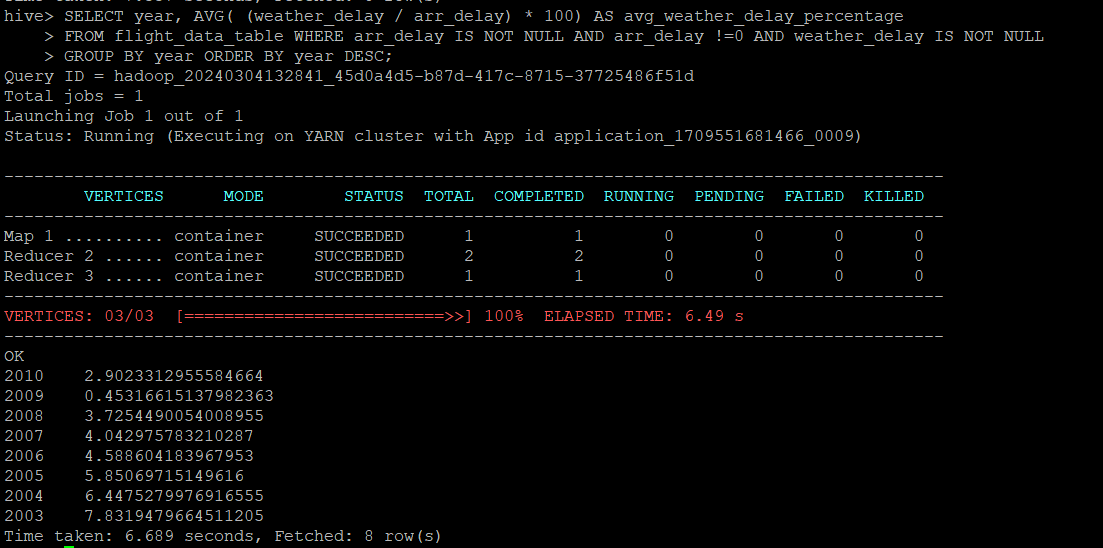 hive> SELECT year, AVG( (weather_delay / arr_delay) * 100) AS avg_weather_delay_percentage
    > FROM flight_data_table WHERE arr_delay IS NOT NULL AND arr_delay !=0 AND weather_delay IS NOT NULL
    > GROUP BY year ORDER BY year DESC;
Query ID = hadoop_20240304132841_45d0a4d5-b87d-417c-8715-37725486f51d
Total jobs = 1
Launching Job 1 out of 1
Status: Running (Executing on YARN cluster with App id application_1709551681466_0009)
----------------------------------------------------------------------------------------------
        VERTICES      MODE        STATUS  TOTAL  COMPLETED  RUNNING  PENDING  FAILED  KILLED
----------------------------------------------------------------------------------------------
Map 1 .......... container     SUCCEEDED      1          1        0        0       0       0
Reducer 2 ...... container     SUCCEEDED      2          2        0        0       0       0
Reducer 3 ...... container     SUCCEEDED      1          1        0        0       0       0
----------------------------------------------------------------------------------------------
VERTICES: 03/03  [==========================>>] 100%  ELAPSED TIME: 6.49 s
----------------------------------------------------------------------------------------------
OK
2010    2.9023312955584664
2009    0.45316615137982363
2008    3.7254490054008955
2007    4.042975783210287
2006    4.588604183967953
2005    5.85069715149616
2004    6.4475279976916555
2003    7.8319479664511205
Time taken: 6.689 seconds, Fetched: 8 row(s)